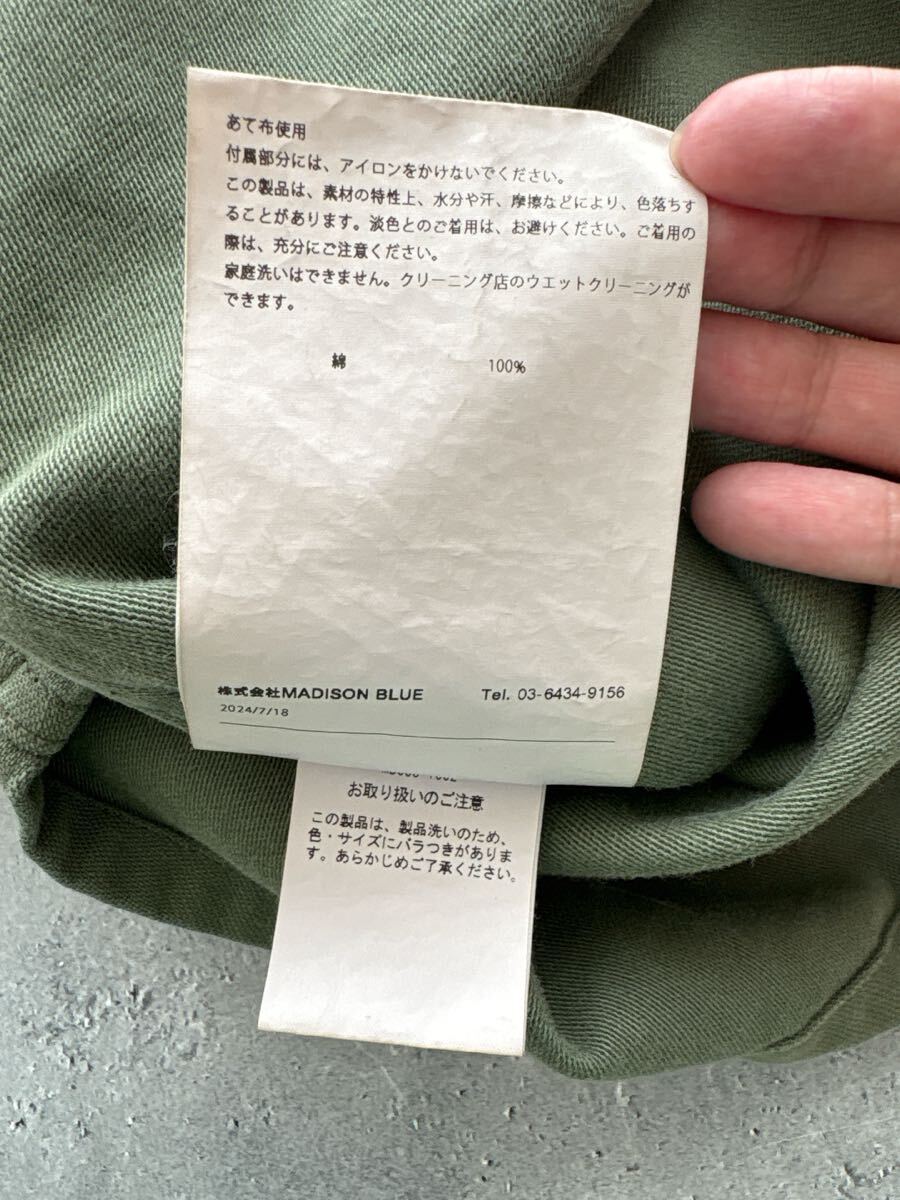 あて布使用
付属部分には、アイロンをかけないでください。
この製品は、素材の特性上、水分や汗、摩擦などにより、色落ちす
ることがあります。淡色とのご着用は、お避けください。ご着用の
際は、充分にご注意ください。
家庭洗いはできません。クリーニング店のウエットクリーニングが
できます。
綿 100%
株式会社MADISON BLUE Tel. 03-6434-9156
2024/7/18
お取り扱いのご注意
この製品は、製品洗いのため、
色・サイズにバラつきがありま
す。あらかじめご了承ください。